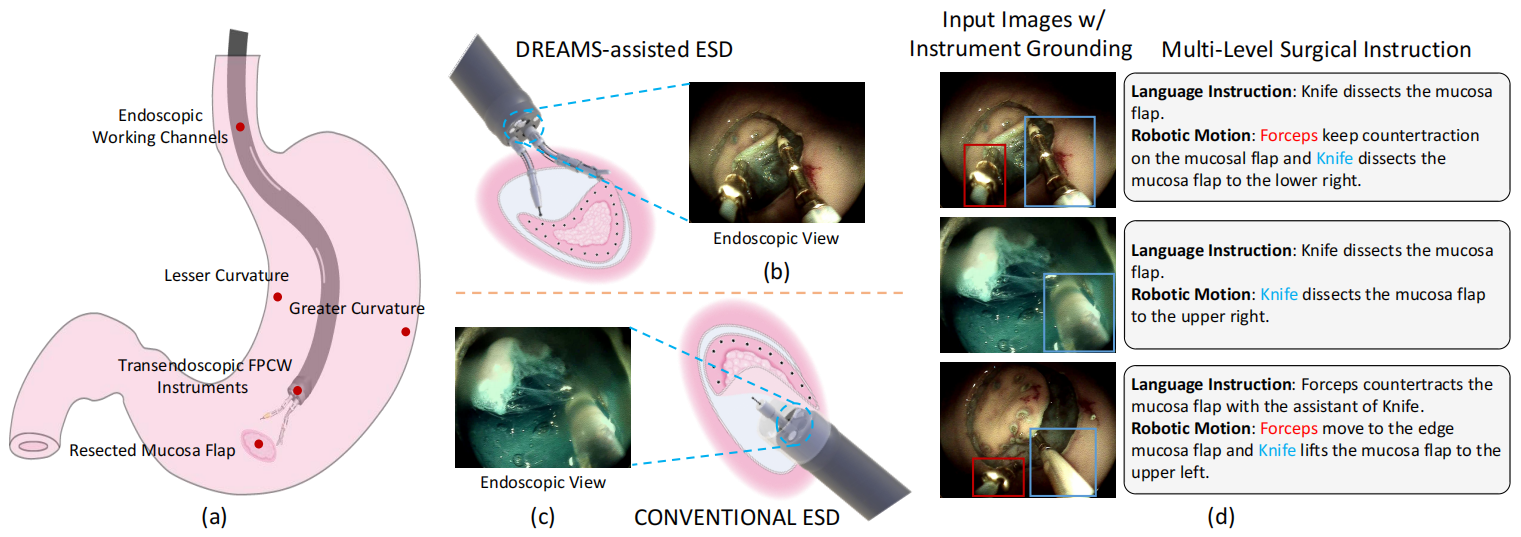 Endoscopic
Working Channels
Lesser Curvature
Greater Curvature
Transendoscopic FPCW
Instruments
Resected Mucosa Flap
(a)
DREAMS-assisted ESD
Endoscopic View
(b)
Endoscopic View
(c)
CONVENTIONAL ESD
Input Images w/
Instrument Grounding
Multi-Level Surgical Instruction
Language Instruction: Knife dissects the mucosa
flap.
Robotic Motion: Forceps keep countertraction
on the mucosal flap and Knife dissects the
mucosa flap to the lower right.
Language Instruction: Knife dissects the mucosa
flap.
Robotic Motion: Knife dissects the mucosa flap
to the upper right.
Language Instruction: Forceps countertracts the
mucosa flap with the assistant of Knife.
Robotic Motion: Forceps move to the edge
mucosa flap and Knife lifts the mucosa flap to the
upper left.
(d)